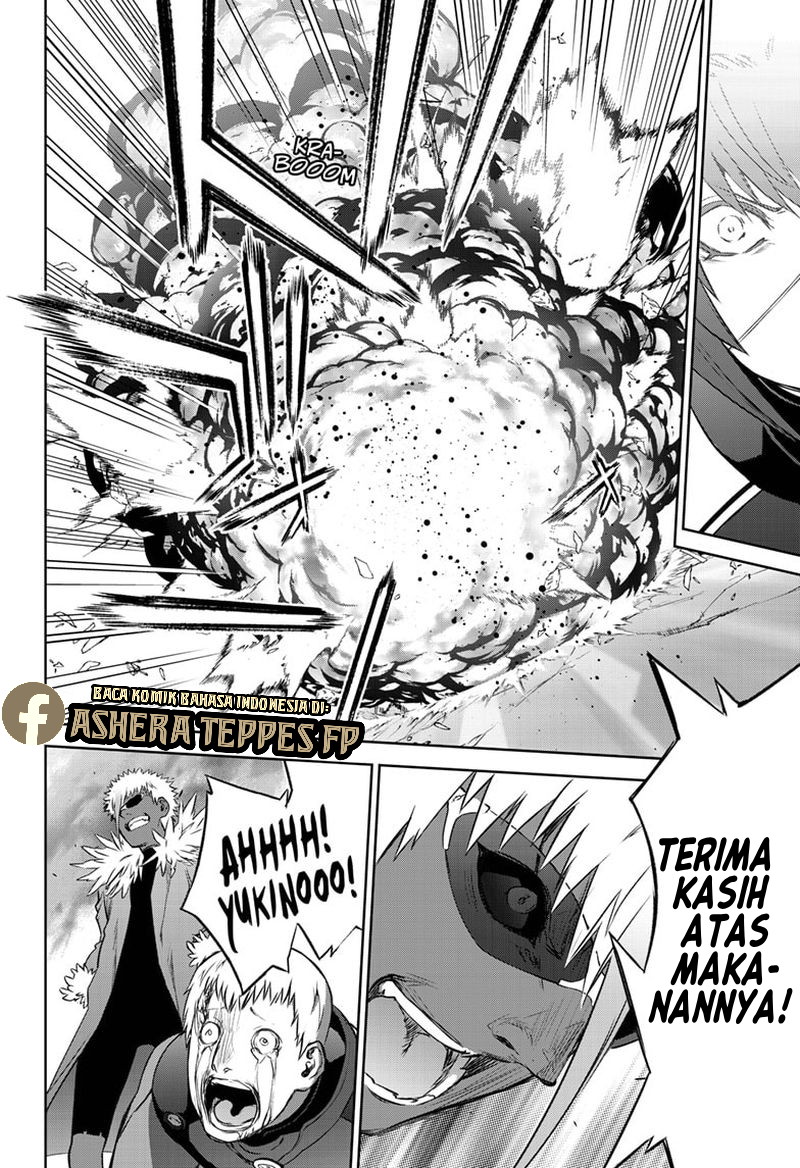 KRA-
BOOOM
BACA KOMIK BAHASA INDONESIA DI:
ASHERA TEPPES FP
TERIMA
KASIH
ATAS
MAKA-
NANNYA!
AHHHH!
YUKINOOO!